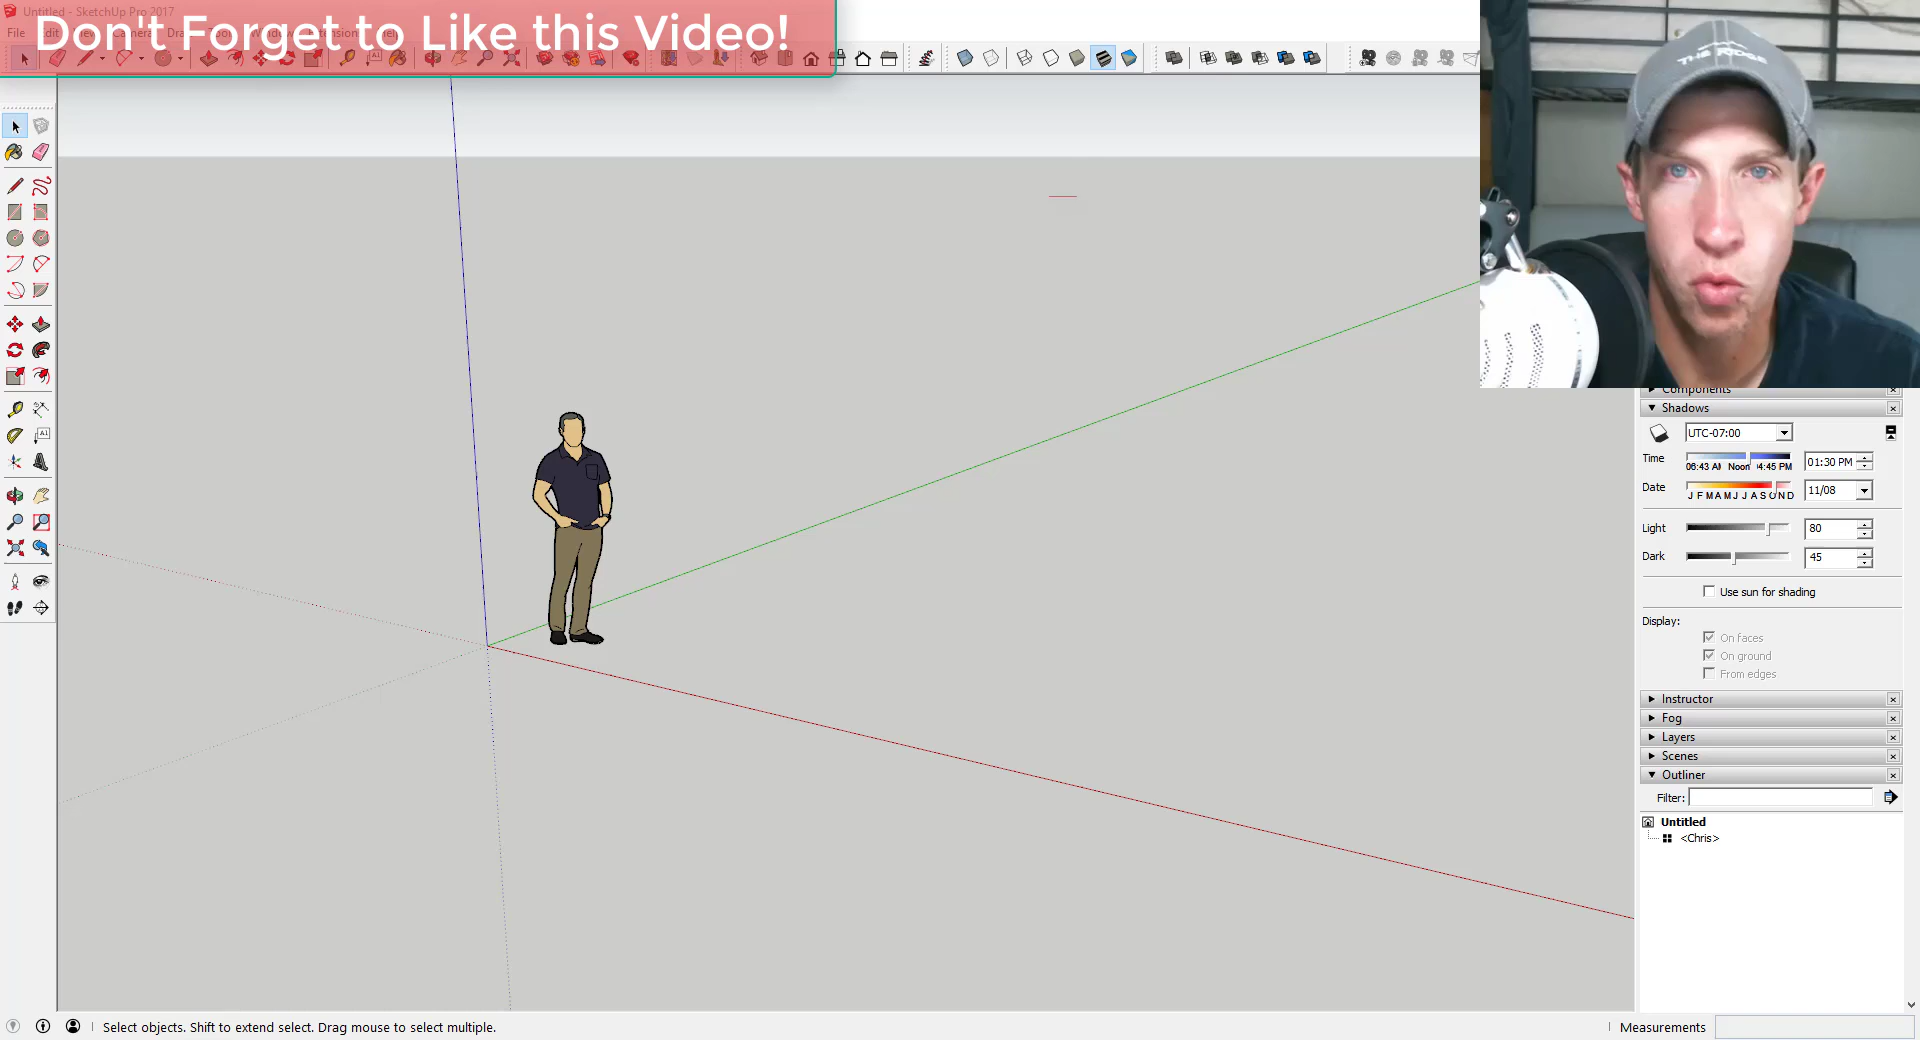 Untitled - SketchUp Pro 2017
Don't Forget to Like this Video!
File
THE RIDGE
Components
Shadows
UTC-07:00
Time
06:43 AM Noon 04:45 PM
01:30 PM
Date
J F M A M J J A S O N D
11/08
Light
80
Dark
45
Use sun for shading
Display:
On faces
On ground
From edges
Instructor
Fog
Layers
Scenes
Outliner
Filter:
Untitled
<Chris>
Select objects. Shift to extend select. Drag mouse to select multiple.
Measurements